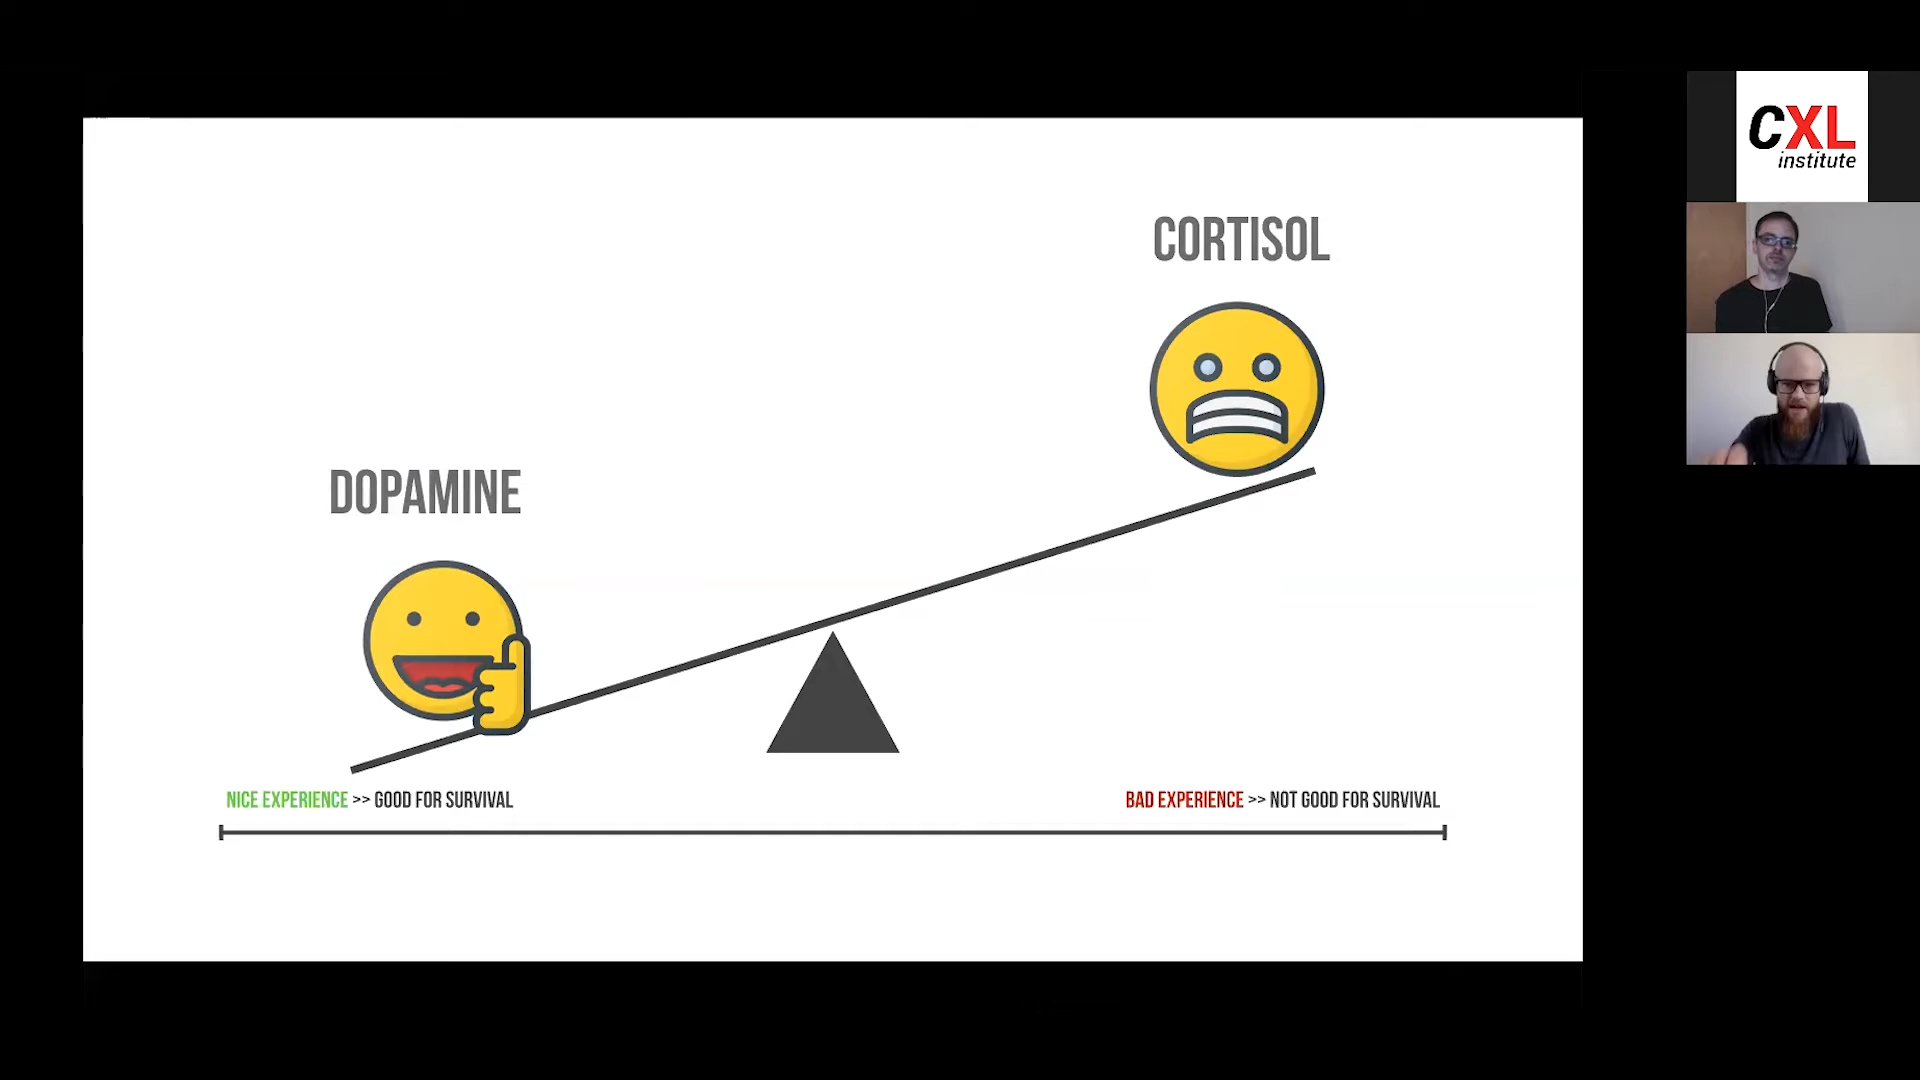 CORTISOL
DOPAMINE
NICE EXPERIENCE >> GOOD FOR SURVIVAL
BAD EXPERIENCE >> NOT GOOD FOR SURVIVAL
CXL
institute